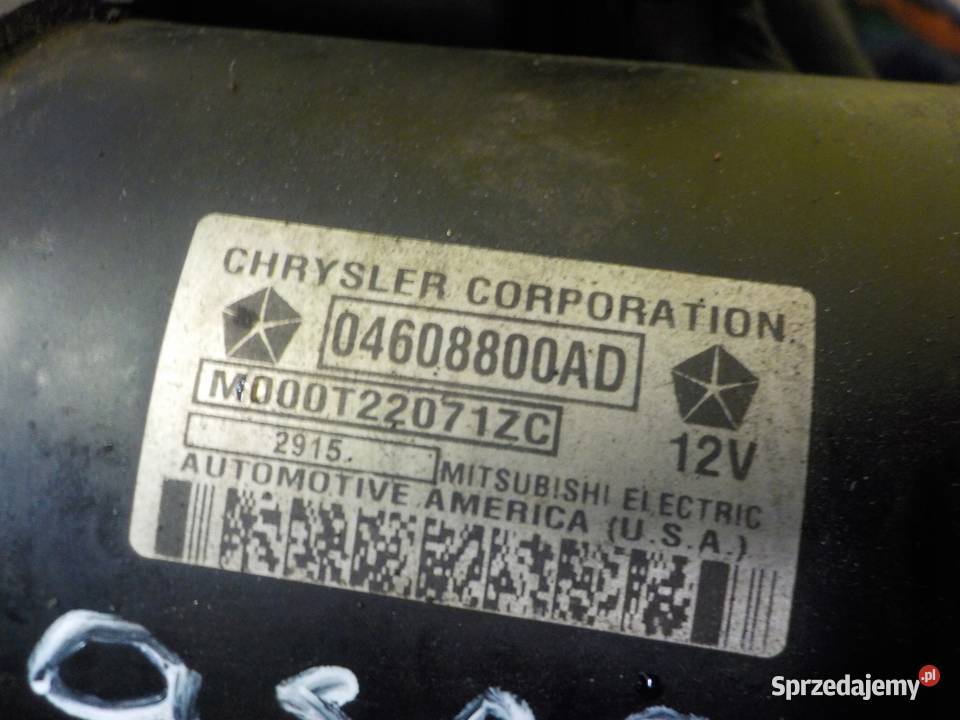 CHRYSLER CORPORATION
04608800AD
M000T22071ZC
12V
2915.
MITSUBISHI ELECTRIC
AUTOMOTIVE AMERICA (U.S.A.)
Sprzedajemy.pl